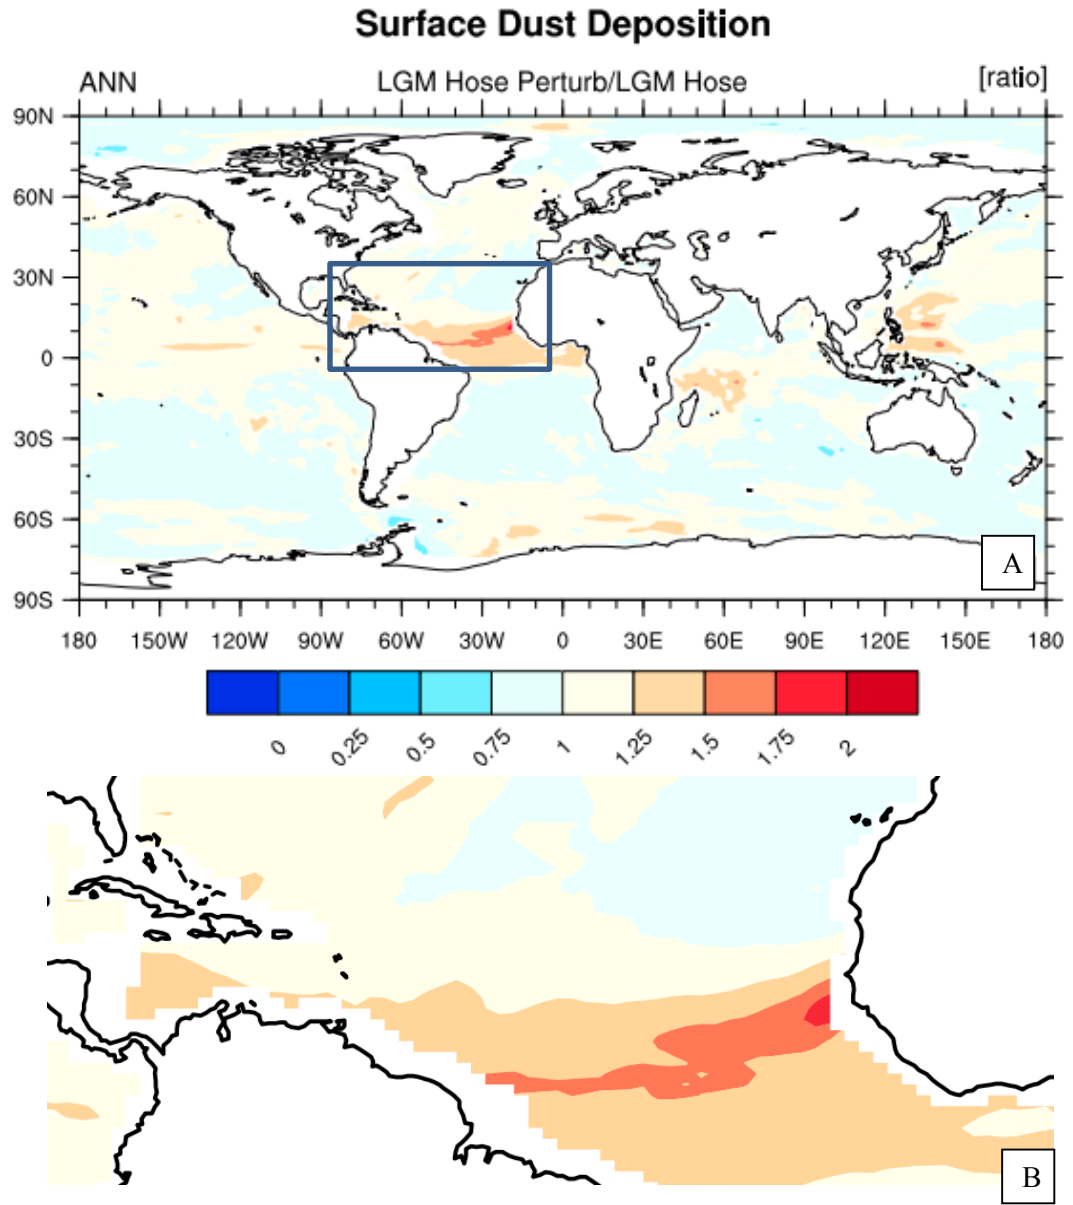 Surface Dust Deposition
ANN LGM Hose Perturb/LGM Hose [ratio]
90N
60N
30N
0
30S
60S
90S
A
180 150W 120W 90W 60W 30W 0 30E 60E 90E 120E 150E 180
0 0.25 0.5 0.75 1 1.25 1.5 1.75 2
B